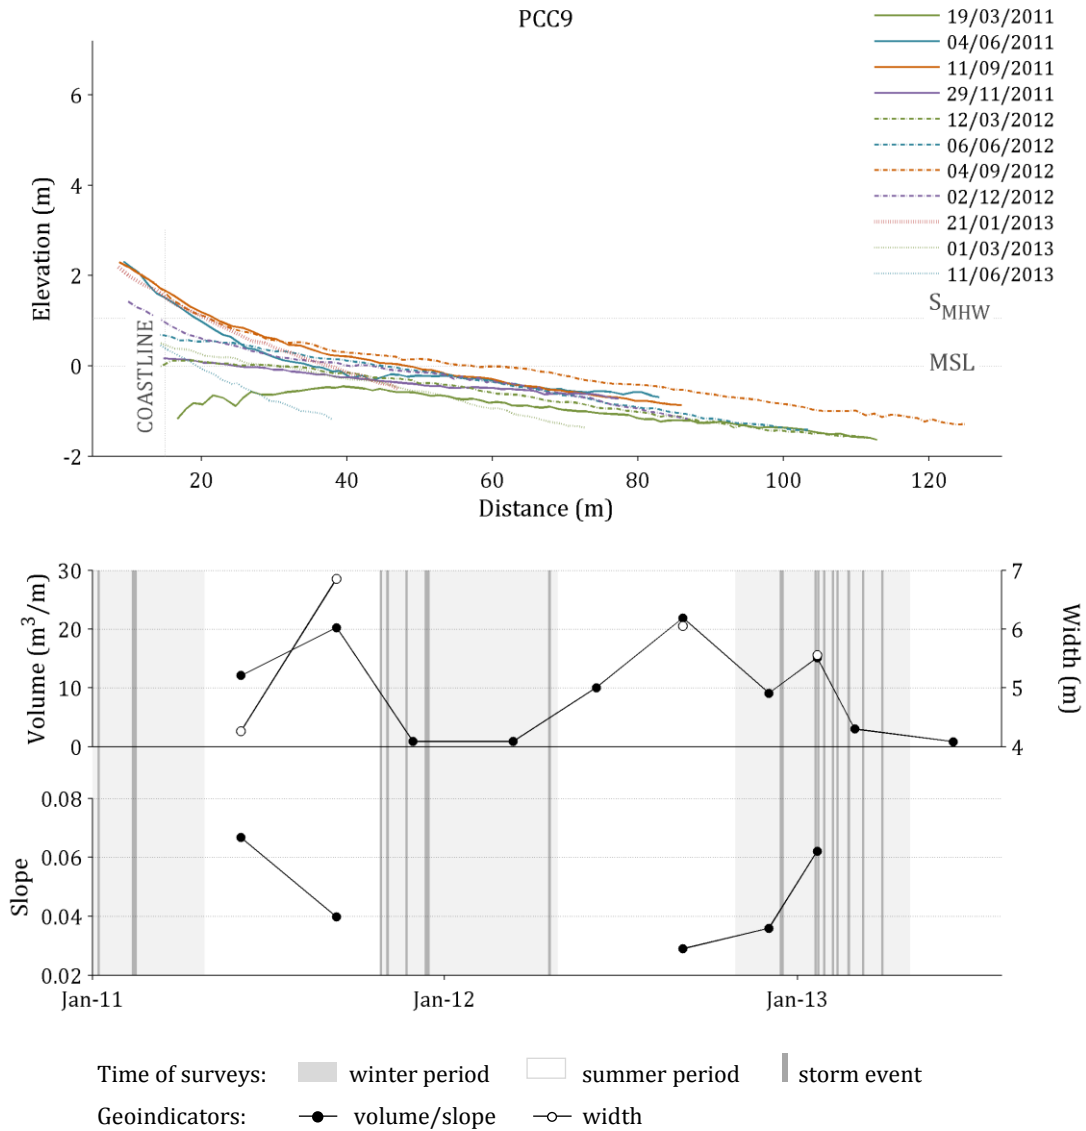 PCC9
19/03/2011
04/06/2011
11/09/2011
29/11/2011
12/03/2012
06/06/2012
04/09/2012
02/12/2012
21/01/2013
01/03/2013
11/06/2013
Elevation (m)
6
4
2
0
-2
COASTLINE
SMHW
MSL
20 40 60 80 100 120
Distance (m)
Volume (m³/m)
30
20
10
0
Width (m)
7
6
5
4
Slope
0.08
0.06
0.04
0.02
Jan-11 Jan-12 Jan-13
Time of surveys: winter period summer period storm event
Geoindicators: volume/slope width